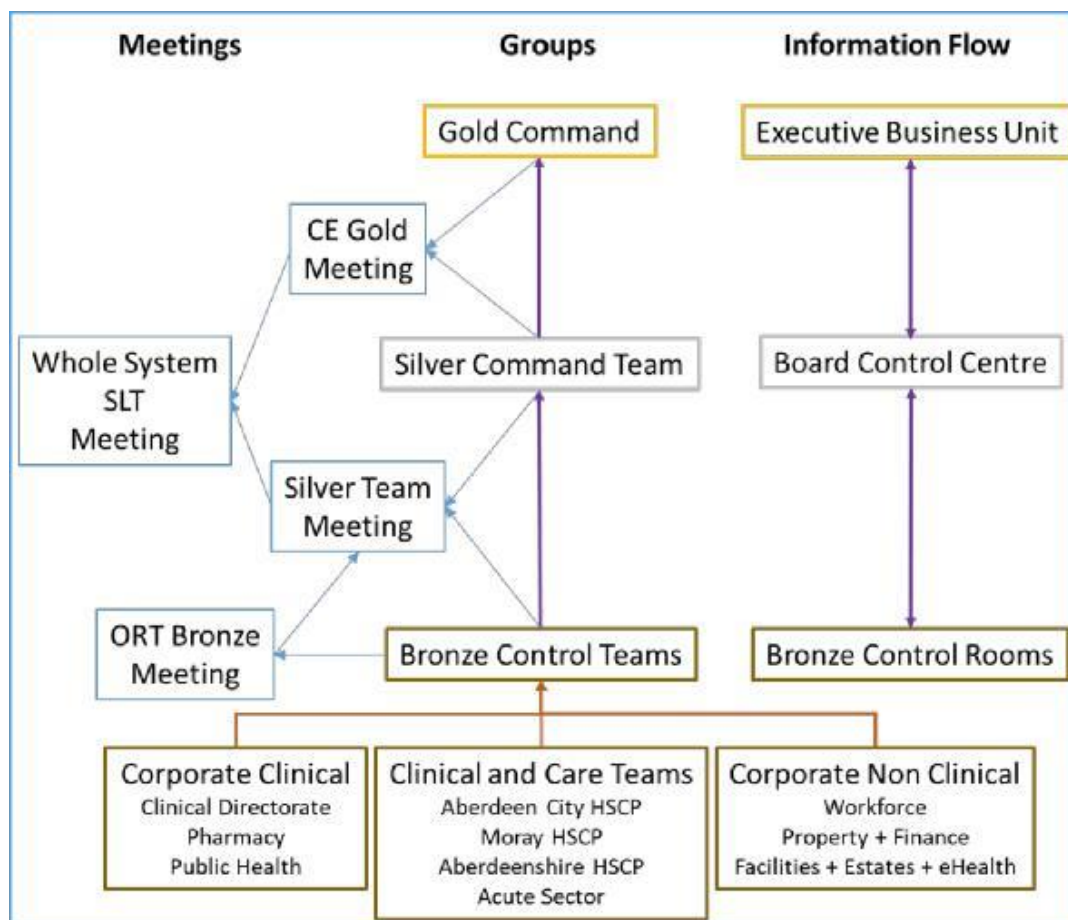 Meetings
Groups
Information Flow
Gold Command
Executive Business Unit
CE Gold
Meeting
Whole System
SLT
Meeting
Silver Command Team
Board Control Centre
Silver Team
Meeting
ORT Bronze
Meeting
Bronze Control Teams
Bronze Control Rooms
Corporate Clinical
Clinical Directorate
Pharmacy
Public Health
Clinical and Care Teams
Aberdeen City HSCP
Moray HSCP
Aberdeenshire HSCP
Acute Sector
Corporate Non Clinical
Workforce
Property + Finance
Facilities + Estates + eHealth